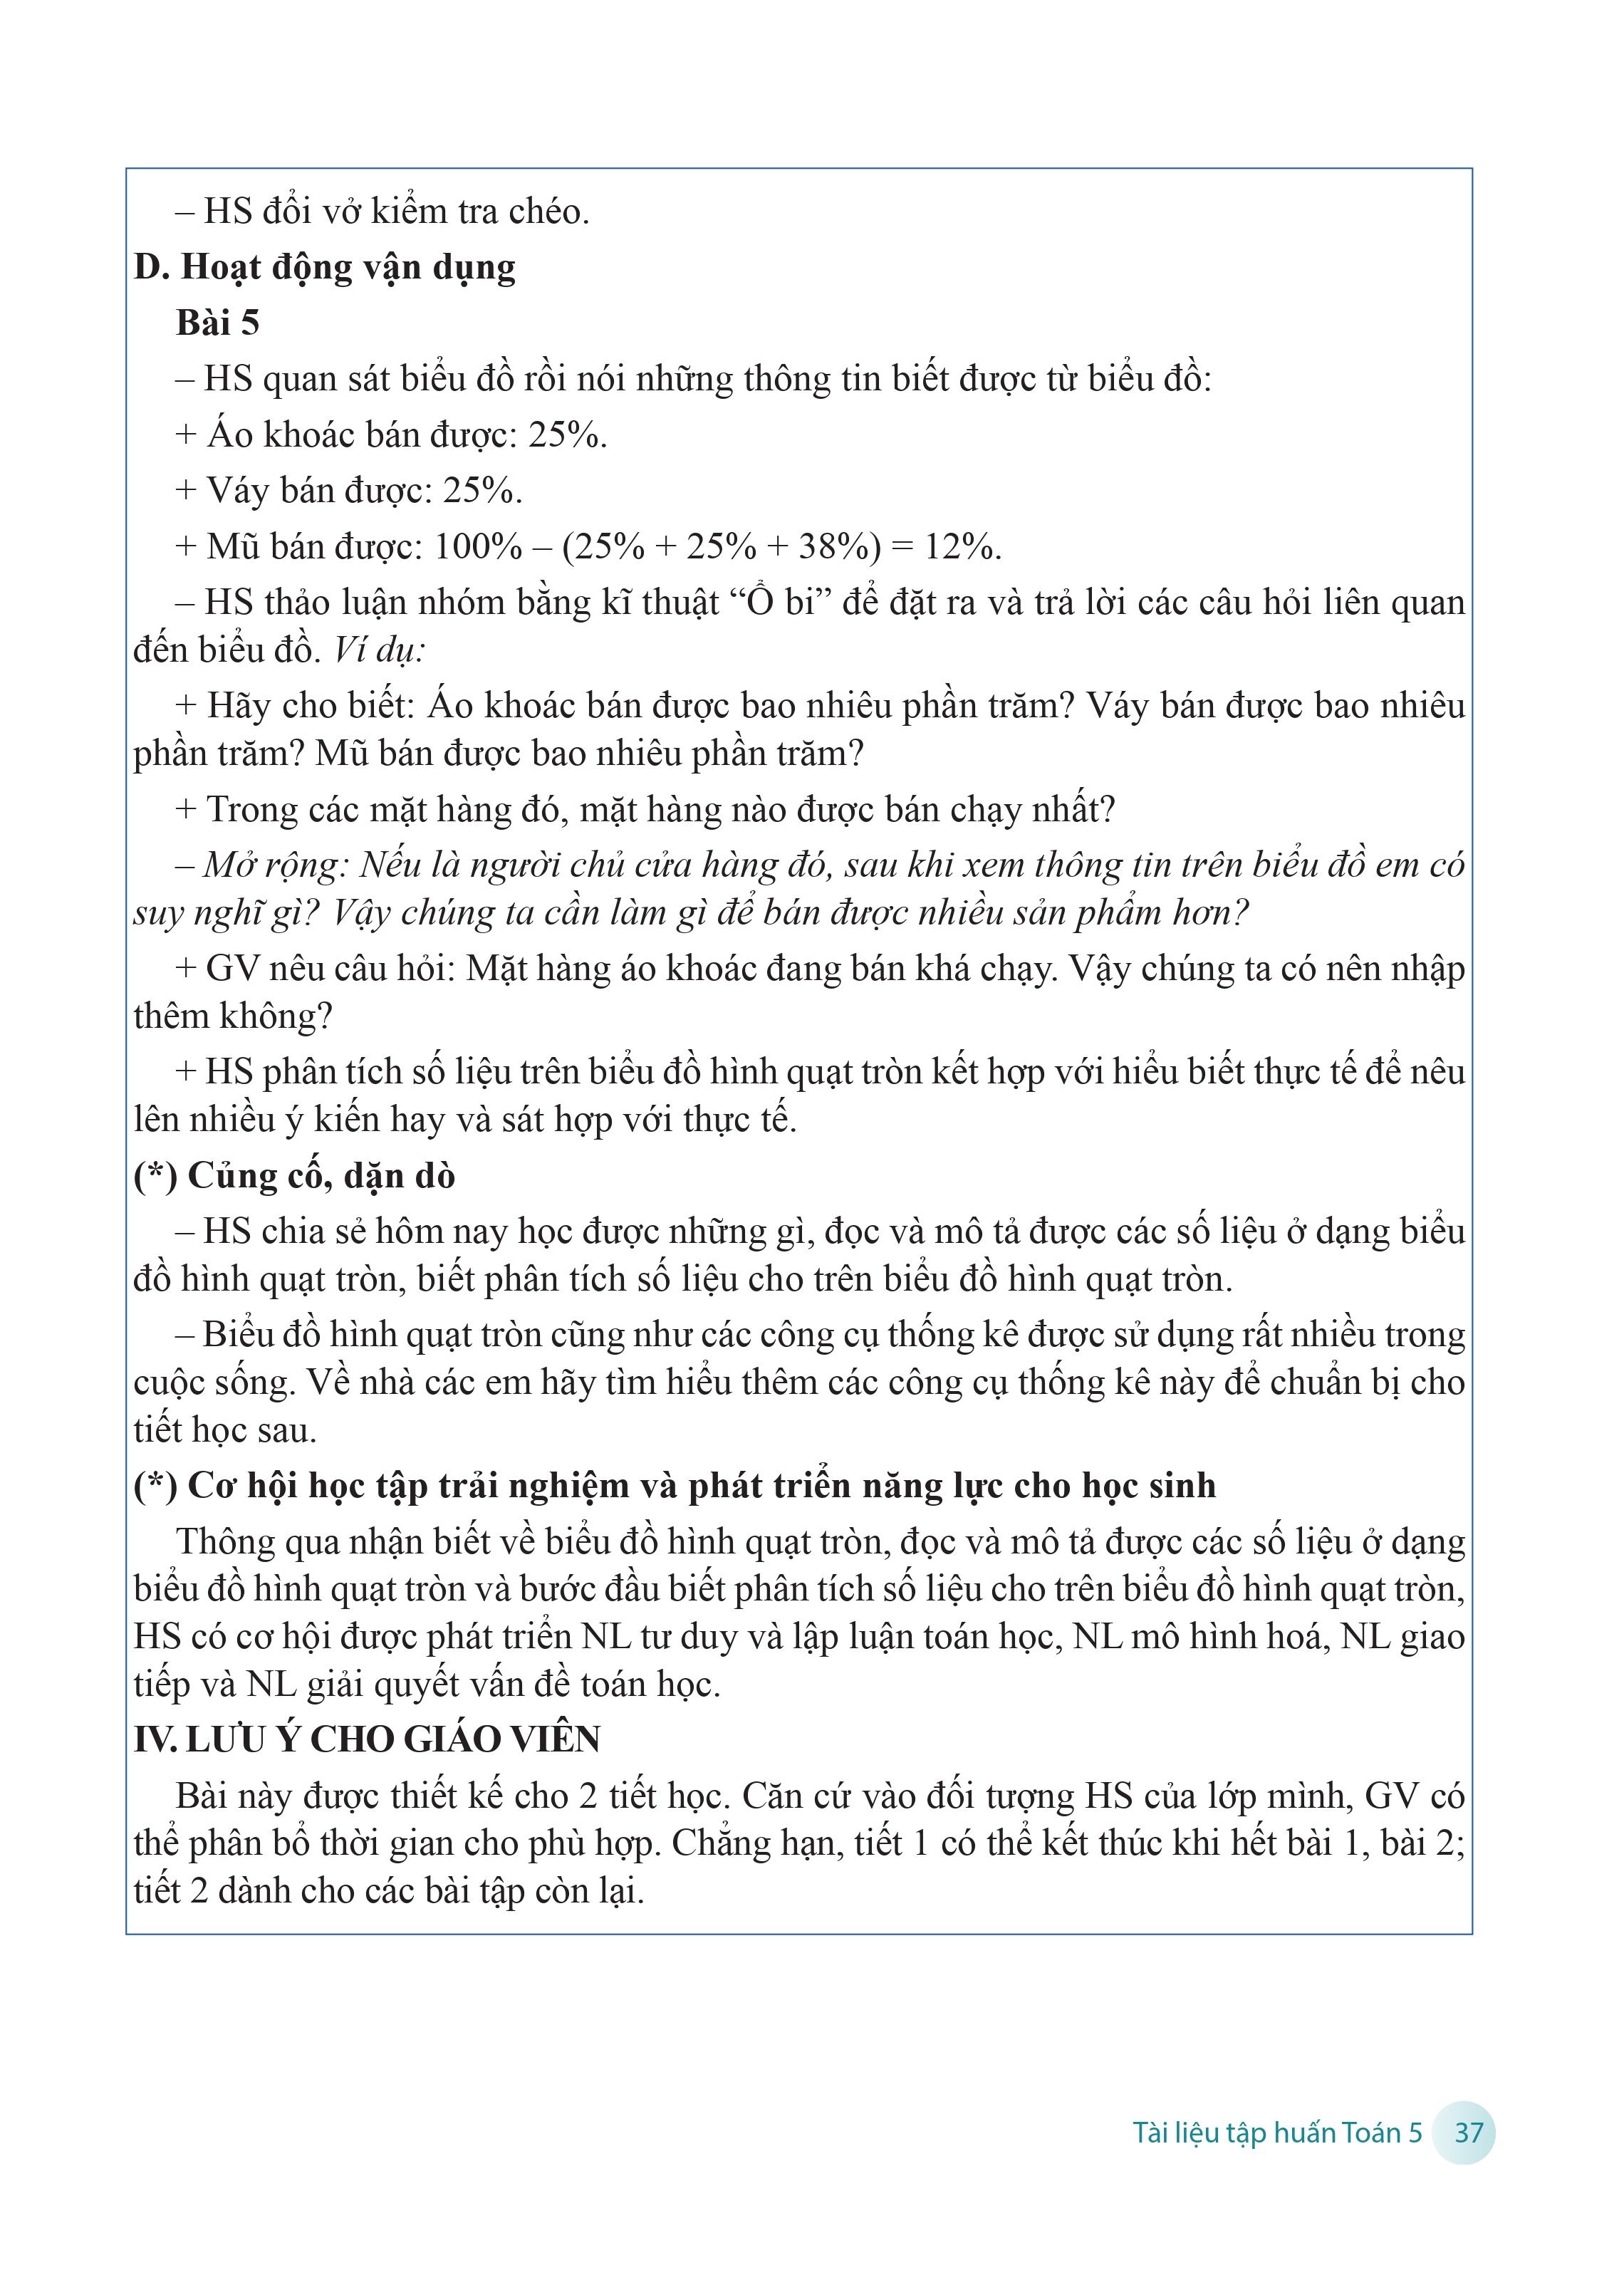 – HS đổi vở kiểm tra chéo.
D. Hoạt động vận dụng
Bài 5
– HS quan sát biểu đồ rồi nói những thông tin biết được từ biểu đồ:
+ Áo khoác bán được: 25%.
+ Váy bán được: 25%.
+ Mũ bán được: 100% – (25% + 25% + 38%) = 12%.
– HS thảo luận nhóm bằng kĩ thuật “Ổ bi” để đặt ra và trả lời các câu hỏi liên quan
đến biểu đồ. Ví dụ:
+ Hãy cho biết: Áo khoác bán được bao nhiêu phần trăm? Váy bán được bao nhiêu
phần trăm? Mũ bán được bao nhiêu phần trăm?
+ Trong các mặt hàng đó, mặt hàng nào được bán chạy nhất?
– Mở rộng: Nếu là người chủ cửa hàng đó, sau khi xem thông tin trên biểu đồ em có
suy nghĩ gì? Vậy chúng ta cần làm gì để bán được nhiều sản phẩm hơn?
+ GV nêu câu hỏi: Mặt hàng áo khoác đang bán khá chạy. Vậy chúng ta có nên nhập
thêm không?
+ HS phân tích số liệu trên biểu đồ hình quạt tròn kết hợp với hiểu biết thực tế để nêu
lên nhiều ý kiến hay và sát hợp với thực tế.
(*) Củng cố, dặn dò
– HS chia sẻ hôm nay học được những gì, đọc và mô tả được các số liệu ở dạng biểu
đồ hình quạt tròn, biết phân tích số liệu cho trên biểu đồ hình quạt tròn.
– Biểu đồ hình quạt tròn cũng như các công cụ thống kê được sử dụng rất nhiều trong
cuộc sống. Về nhà các em hãy tìm hiểu thêm các công cụ thống kê này để chuẩn bị cho
tiết học sau.
(*) Cơ hội học tập trải nghiệm và phát triển năng lực cho học sinh
Thông qua nhận biết về biểu đồ hình quạt tròn, đọc và mô tả được các số liệu ở dạng
biểu đồ hình quạt tròn và bước đầu biết phân tích số liệu cho trên biểu đồ hình quạt tròn,
HS có cơ hội được phát triển NL tư duy và lập luận toán học, NL mô hình hoá, NL giao
tiếp và NL giải quyết vấn đề toán học.
IV. LƯU Ý CHO GIÁO VIÊN
Bài này được thiết kế cho 2 tiết học. Căn cứ vào đối tượng HS của lớp mình, GV có
thể phân bổ thời gian cho phù hợp. Chẳng hạn, tiết 1 có thể kết thúc khi hết bài 1, bài 2;
tiết 2 dành cho các bài tập còn lại.
Tài liệu tập huấn Toán 5 37